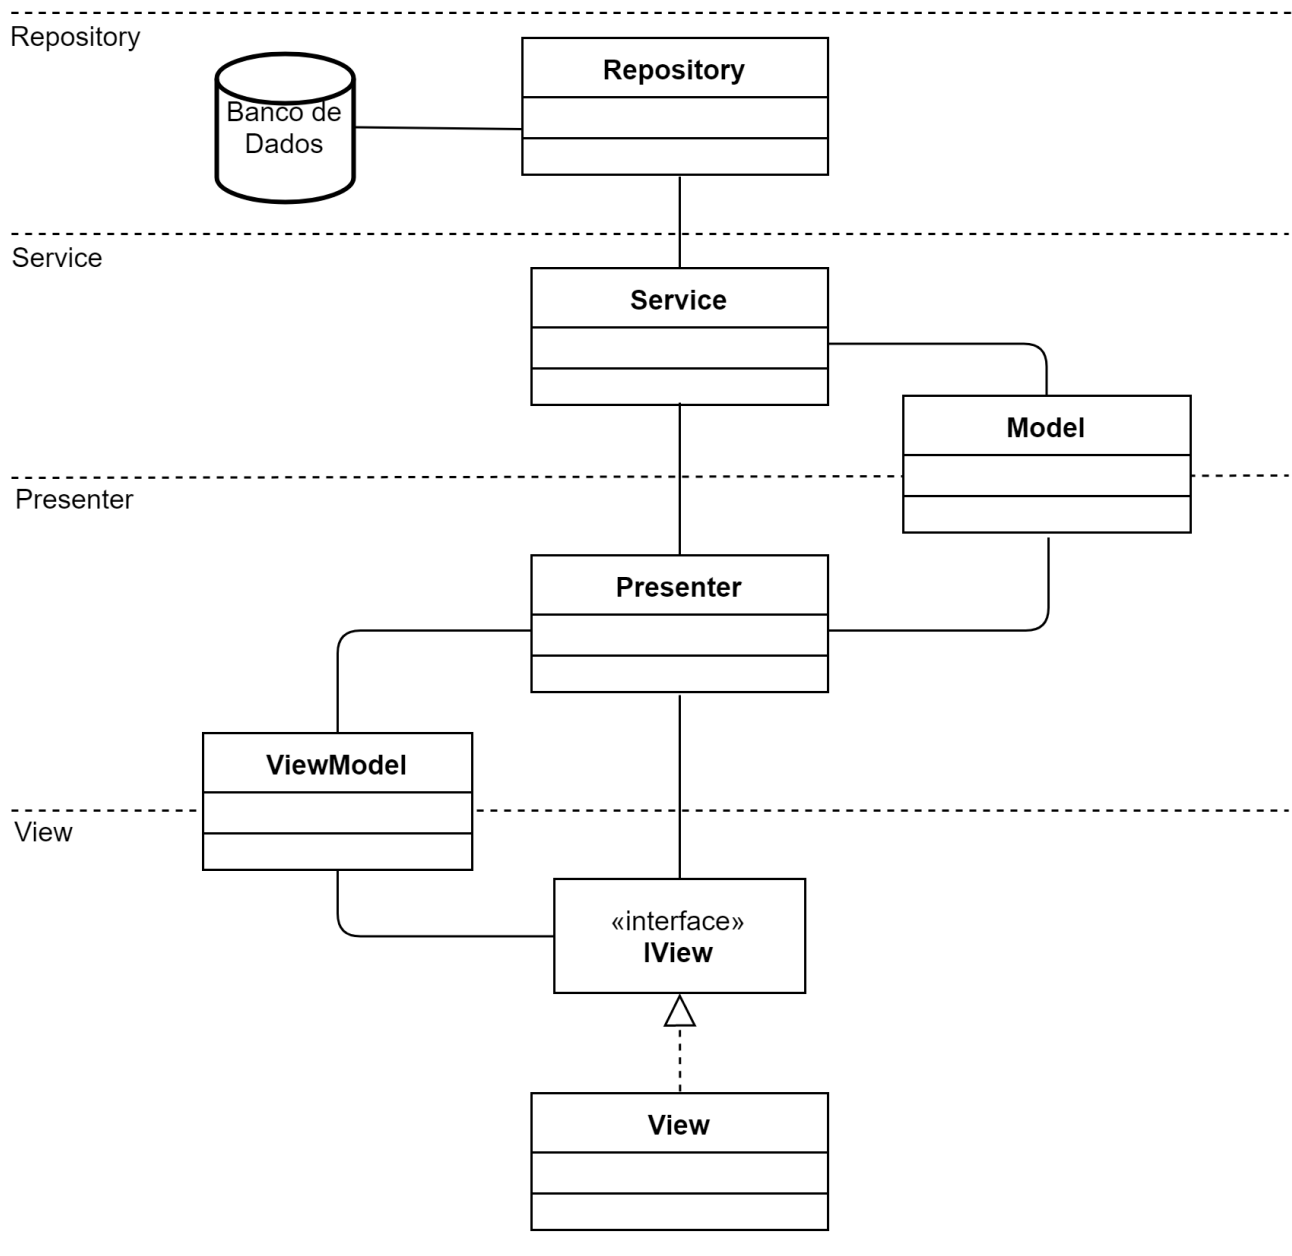 Repository
Repository
Banco de
Dados
Service
Service
Model
Presenter
Presenter
ViewModel
View
«interface»
IView
View